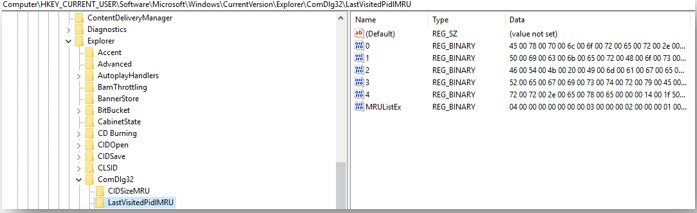 Computer\HKEY_CURRENT_USER\Software\Microsoft\Windows\CurrentVersion\Explorer\ComDlg32\LastVisitedPidlMRU
ContentDeliveryManager
Diagnostics
Explorer
Accent
Advanced
AutoplayHandlers
BamThrottling
BannerStore
BitBucket
CabinetState
CD Burning
CIDOpen
CIDSave
CLSID
ComDlg32
CIDSizeMRU
LastVisitedPidlMRU
Name Type Data
(Default) REG_SZ (value not set)
0 REG_BINARY 45 00 78 00 70 00 6c 00 6f 00 72 00 65 00 72 00 2e 00...
1 REG_BINARY 50 00 69 00 63 00 6b 00 65 00 72 00 48 00 6f 00 73 00...
2 REG_BINARY 46 00 54 00 4b 00 20 00 49 00 6d 00 61 00 67 00 65 0...
3 REG_BINARY 52 00 65 00 67 00 69 00 73 00 74 00 72 00 79 00 45 00...
4 REG_BINARY 72 00 72 00 2e 00 65 00 78 00 65 00 00 00 14 00 1f 50...
MRUListEx REG_BINARY 04 00 00 00 00 00 00 00 03 00 00 00 02 00 00 00 01 00...